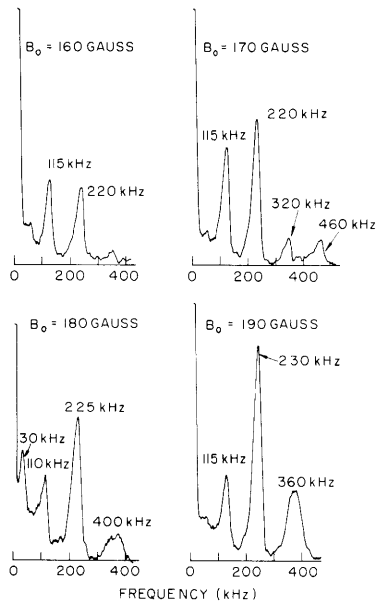 B₀ = 160 GAUSS
115 kHz
220 kHz
0 200 400
B₀ = 170 GAUSS
220 kHz
115 kHz
320 kHz
460 kHz
0 200 400
B₀ = 180 GAUSS
225 kHz
30 kHz
110 kHz
400 kHz
0 200 400
B₀ = 190 GAUSS
230 kHz
115 kHz
360 kHz
0 200 400
FREQUENCY (kHz)